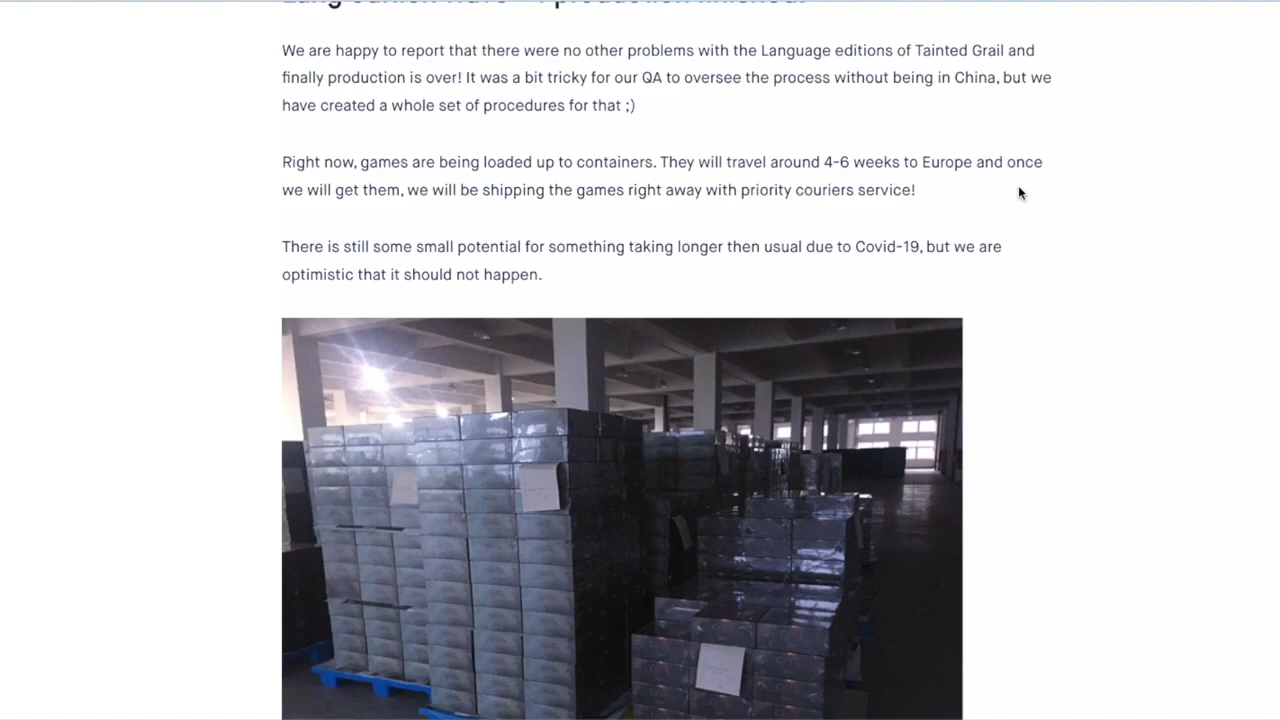 We are happy to report that there were no other problems with the Language editions of Tainted Grail and
finally production is over! It was a bit tricky for our QA to oversee the process without being in China, but we
have created a whole set of procedures for that ;)
Right now, games are being loaded up to containers. They will travel around 4-6 weeks to Europe and once
we will get them, we will be shipping the games right away with priority couriers service!
There is still some small potential for something taking longer then usual due to Covid-19, but we are
optimistic that it should not happen.